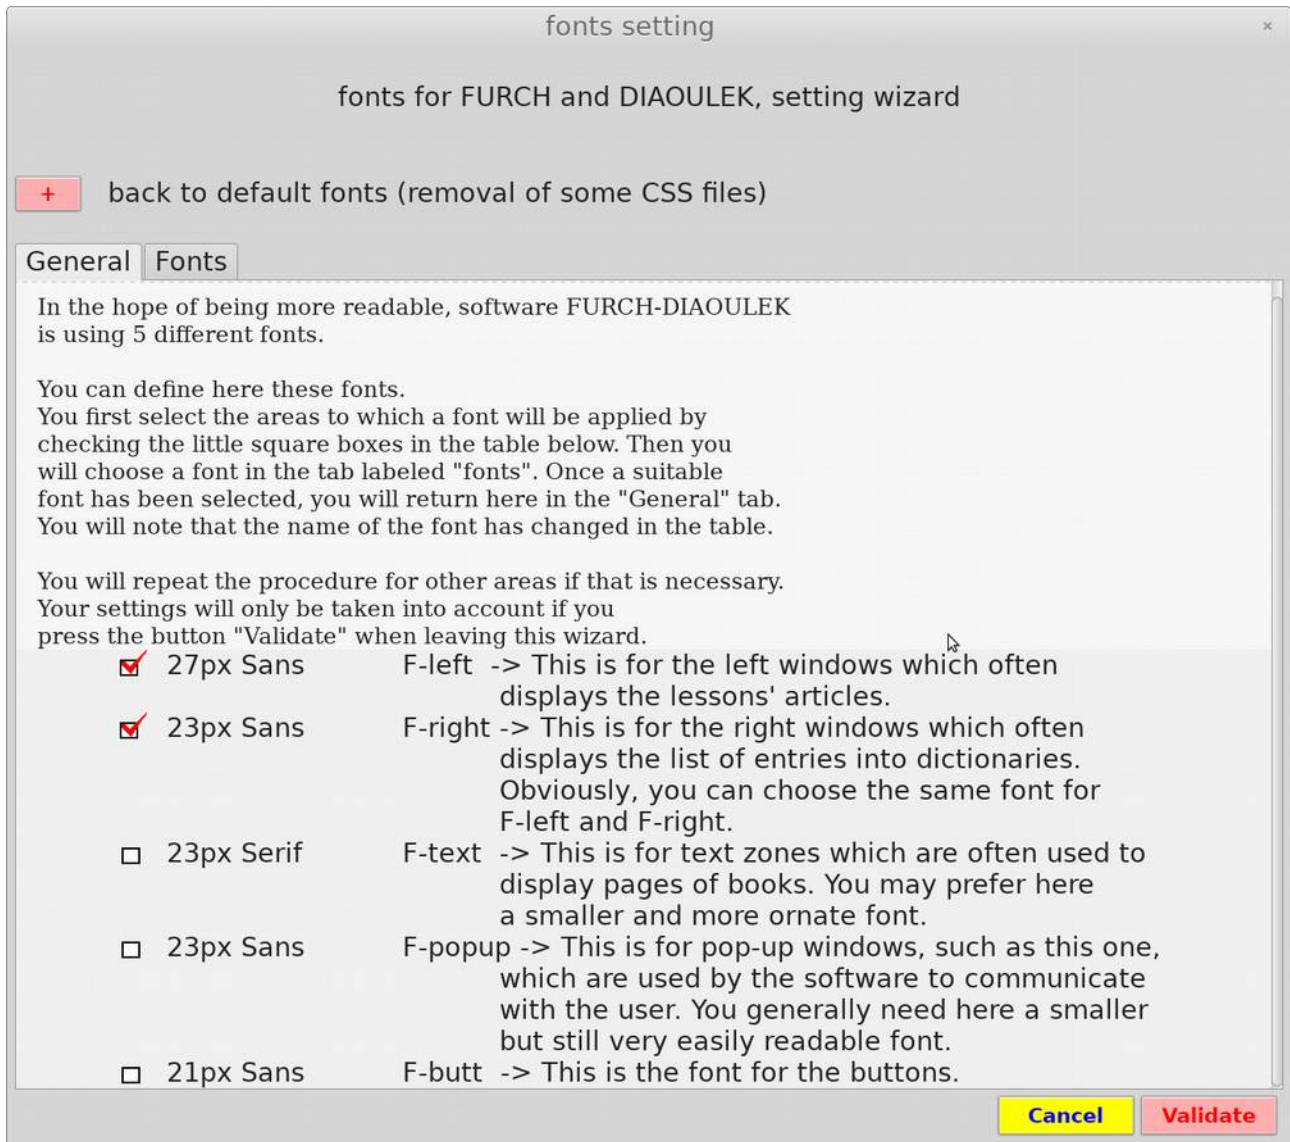 fonts setting
×
fonts for FURCH and DIAOULEK, setting wizard
+ back to default fonts (removal of some CSS files)
General Fonts
In the hope of being more readable, software FURCH-DIAOULEK
is using 5 different fonts.
You can define here these fonts.
You first select the areas to which a font will be applied by
checking the little square boxes in the table below. Then you
will choose a font in the tab labeled "fonts". Once a suitable
font has been selected, you will return here in the "General" tab.
You will note that the name of the font has changed in the table.
You will repeat the procedure for other areas if that is necessary.
Your settings will only be taken into account if you
press the button "Validate" when leaving this wizard.
27px Sans F-left -> This is for the left windows which often
displays the lessons' articles.
23px Sans F-right -> This is for the right windows which often
displays the list of entries into dictionaries.
Obviously, you can choose the same font for
F-left and F-right.
23px Serif F-text -> This is for text zones which are often used to
display pages of books. You may prefer here
a smaller and more ornate font.
23px Sans F-popup -> This is for pop-up windows, such as this one,
which are used by the software to communicate
with the user. You generally need here a smaller
but still very easily readable font.
21px Sans F-butt -> This is the font for the buttons.
Cancel Validate